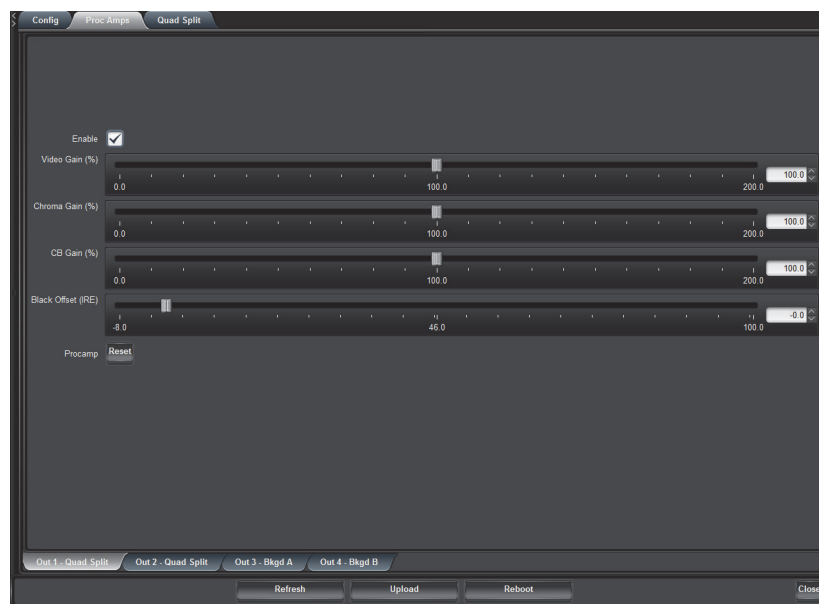 Config Proc Amps Quad Split
Enable
Video Gain (%)
100.0
0.0 100.0 200.0
Chroma Gain (%)
100.0
0.0 100.0 200.0
CB Gain (%)
100.0
0.0 100.0 200.0
Black Offset (IRE)
-0.0
-8.0 46.0 100.0
Procamp Reset
Out 1 - Quad Split Out 2 - Quad Split Out 3 - Bkgd A Out 4 - Bkgd B
Refresh Upload Reboot Close